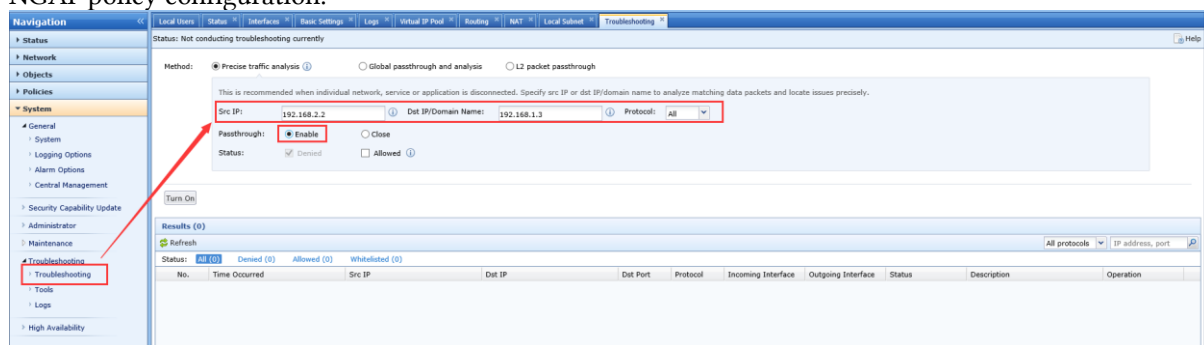 NGAF policy configuration.
Navigation «
Local Users Status × Interfaces × Basic Settings × Logs × Virtual IP Pool × Routing × NAT × Local Subnet × Troubleshooting ×
Status
Status: Not conducting troubleshooting currently Help
Network
Method: Precise traffic analysis Global passthrough and analysis L2 packet passthrough
Objects
Policies
This is recommended when individual network, service or application is disconnected. Specify src IP or dst IP/domain name to analyze matching data packets and locate issues precisely.
System
Src IP: 192.168.2.2 Dst IP/Domain Name: 192.168.1.3 Protocol: All
General
System
Passthrough: Enable Close
Logging Options
Status: Denied Allowed
Alarm Options
Central Management
Turn On
Security Capability Update
Administrator
Results (0)
Maintenance
Refresh All protocols IP address, port
Troubleshooting
Status: All (0) Denied (0) Allowed (0) Whitelisted (0)
Troubleshooting
No. Time Occurred Src IP Dst IP Dst Port Protocol Incoming Interface Outgoing Interface Status Description Operation
Tools
Logs
High Availability